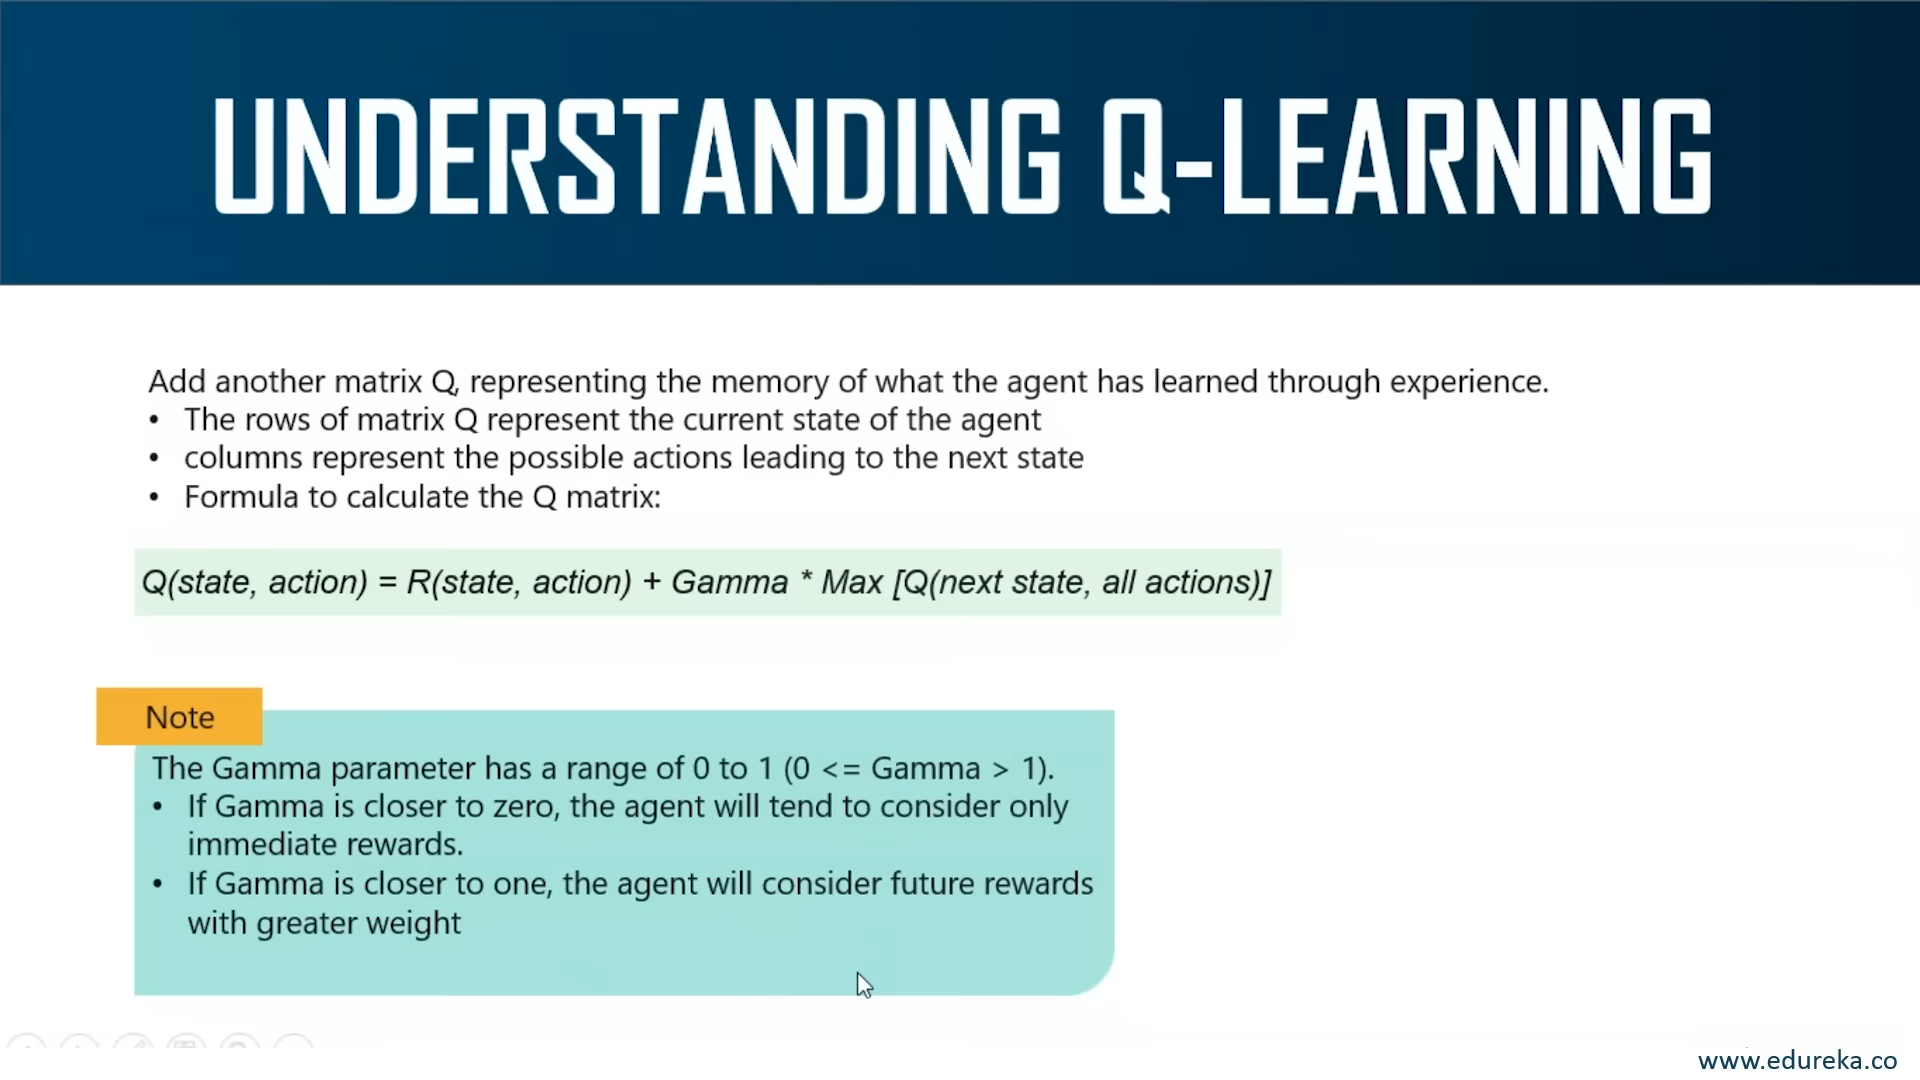 UNDERSTANDING Q-LEARNING
Add another matrix Q, representing the memory of what the agent has learned through experience.
• The rows of matrix Q represent the current state of the agent
• columns represent the possible actions leading to the next state
• Formula to calculate the Q matrix:
Q(state, action) = R(state, action) + Gamma * Max [Q(next state, all actions)]
Note
The Gamma parameter has a range of 0 to 1 (0 <= Gamma > 1).
• If Gamma is closer to zero, the agent will tend to consider only
immediate rewards.
• If Gamma is closer to one, the agent will consider future rewards
with greater weight
www.edureka.co